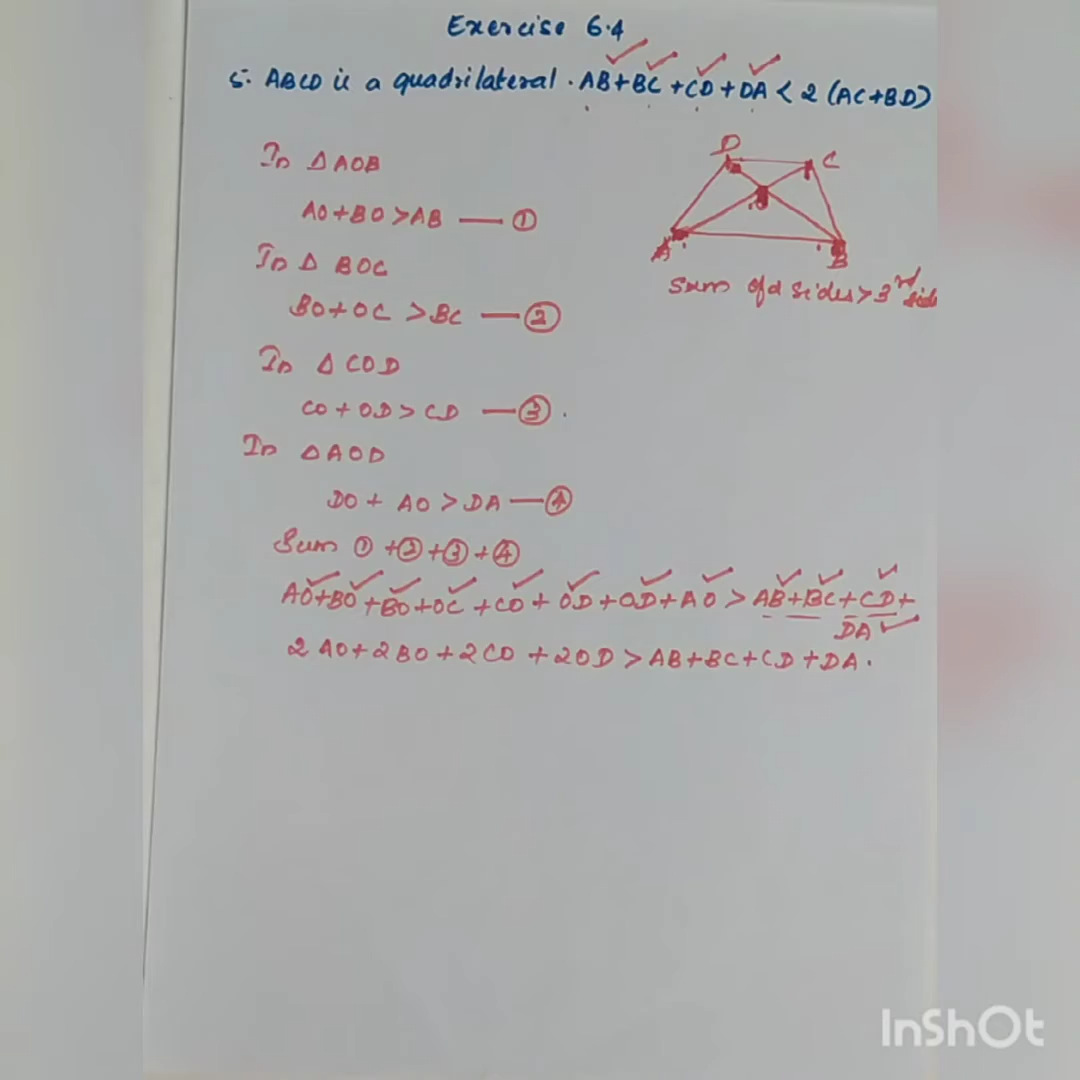 Exercise 6.4
5. ABCD is a quadrilateral. AB+BC+CD+DA < 2 (AC+BD)
D
C
O
A
B
Sum of 2 sides > 3rd side
In △AOB
AO+BO>AB — ①
In △ BOC
BO+OC >BC — ②
In △ COD
CO + OD > CD — ③.
In △AOD
DO + AO > DA — ④
Sum ① +②+③+④
AO+BO+BO+OC+CO+OD+OD+AO > AB+BC+CD+
DA
2AO+2BO+2CO+2OD > AB+BC+CD+DA.
InShOt